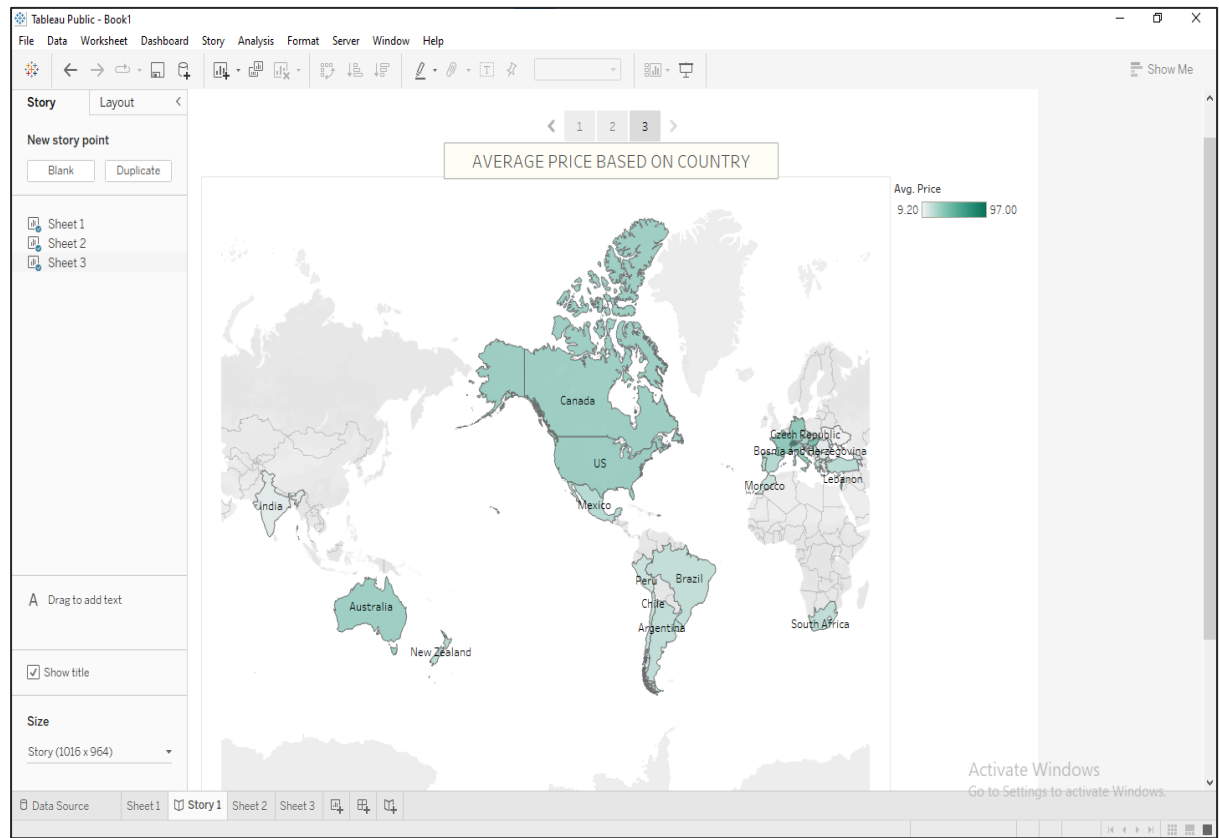 Tableau Public - Book1
File Data Worksheet Dashboard Story Analysis Format Server Window Help
Show Me
Story Layout
New story point
Blank Duplicate
Sheet 1
Sheet 2
Sheet 3
A Drag to add text
Show title
Size
Story (1016 x 964)
1 2 3
AVERAGE PRICE BASED ON COUNTRY
Avg. Price
9.20 97.00
Canada
US
Mexico
India
Australia
New Zealand
Peru
Brazil
Chile
Argentina
Czech Republic
Bosnia and Herzegovina
Morocco
Lebanon
South Africa
Activate Windows
Go to Settings to activate Windows.
Data Source Sheet 1 Story 1 Sheet 2 Sheet 3